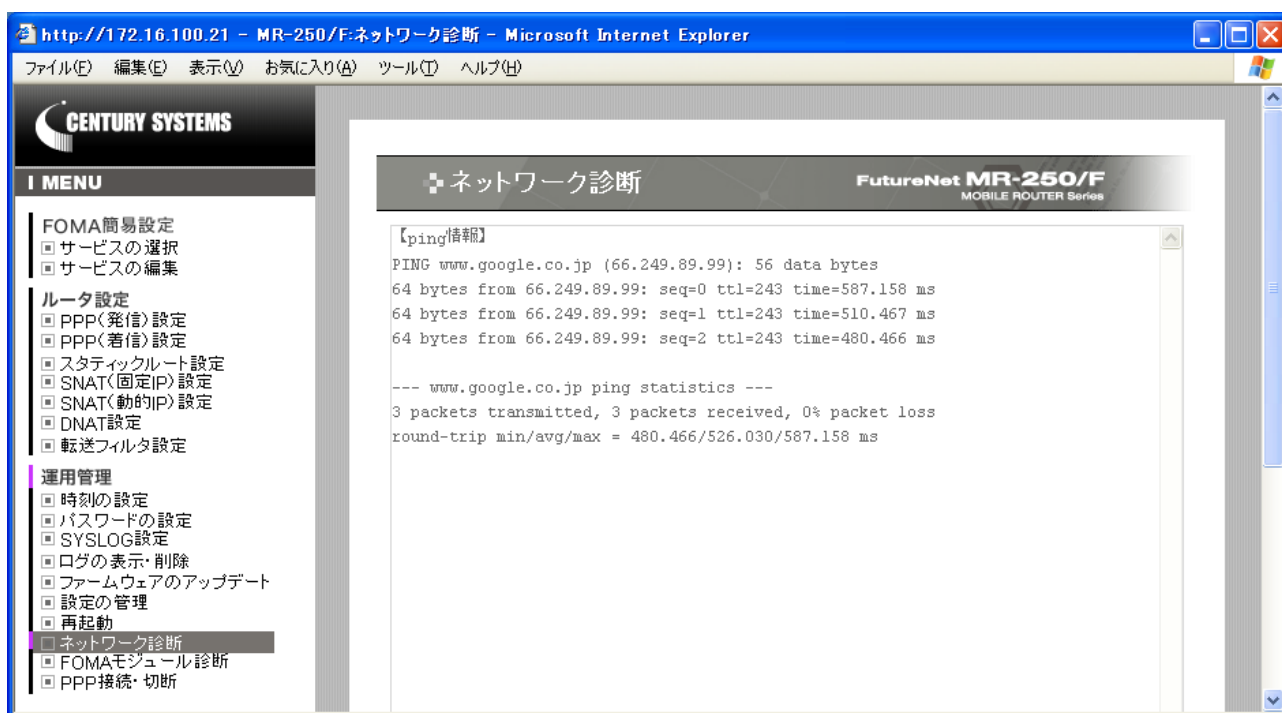 http://172.16.100.21 - MR-250/F:ネットワーク診断 - Microsoft Internet Explorer
ファイル(F) 編集(E) 表示(V) お気に入り(A) ツール(T) ヘルプ(H)
CENTURY SYSTEMS
MENU
FOMA簡易設定
サービスの選択
サービスの編集
ルータ設定
PPP(発信)設定
PPP(着信)設定
スタティックルート設定
SNAT(固定IP)設定
SNAT(動的IP)設定
DNAT設定
転送フィルタ設定
運用管理
時刻の設定
パスワードの設定
SYSLOG設定
ログの表示・削除
ファームウェアのアップデート
設定の管理
再起動
ネットワーク診断
FOMAモジュール診断
PPP接続・切断
ネットワーク診断
FutureNet MR-250/F
MOBILE ROUTER Series
【ping情報】
PING www.google.co.jp (66.249.89.99): 56 data bytes
64 bytes from 66.249.89.99: seq=0 ttl=243 time=587.158 ms
64 bytes from 66.249.89.99: seq=1 ttl=243 time=510.467 ms
64 bytes from 66.249.89.99: seq=2 ttl=243 time=480.466 ms
--- www.google.co.jp ping statistics ---
3 packets transmitted, 3 packets received, 0% packet loss
round-trip min/avg/max = 480.466/526.030/587.158 ms